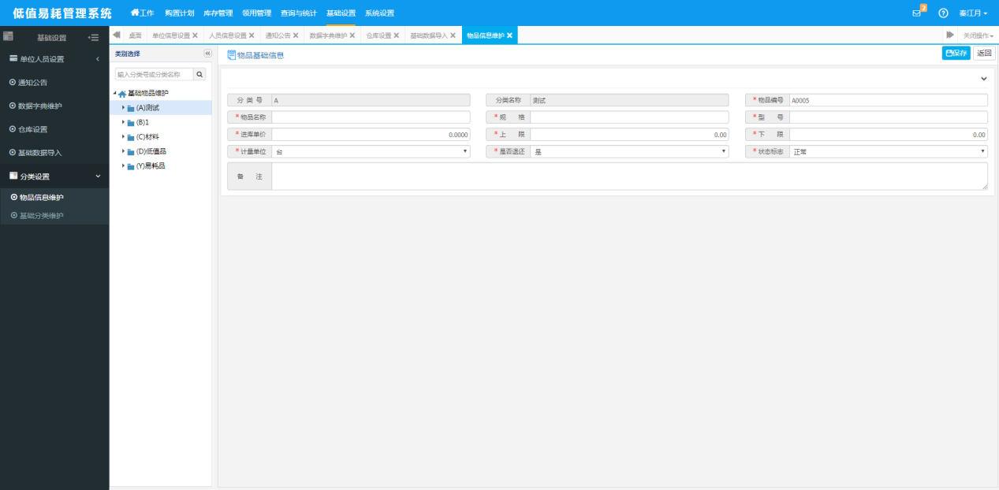 低值易耗管理系统 工作 购置计划 库存管理 领用管理 查询与统计 基础设置 系统设置 2 秦江月
基础设置
桌面 单位信息设置 人员信息设置 通知公告 数据字典维护 仓库设置 基础数据导入 物品信息维护 关闭操作
单位人员设置
通知公告
数据字典维护
仓库设置
基础数据导入
分类设置
物品信息维护
基础分类维护
类别选择
输入分类号或分类名称
基础物品维护
(A)测试
(B)1
(C)材料
(D)低值品
(Y)易耗品
物品基础信息 保存 返回
分 类 号 A 分类名称 测试 * 物品编号 A0005
* 物品名称 * 规 格 * 型 号
* 进库单价 0.0000 * 上 限 0.00 * 下 限 0.00
* 计量单位 台 * 是否退还 是 * 状态标志 正常
备 注